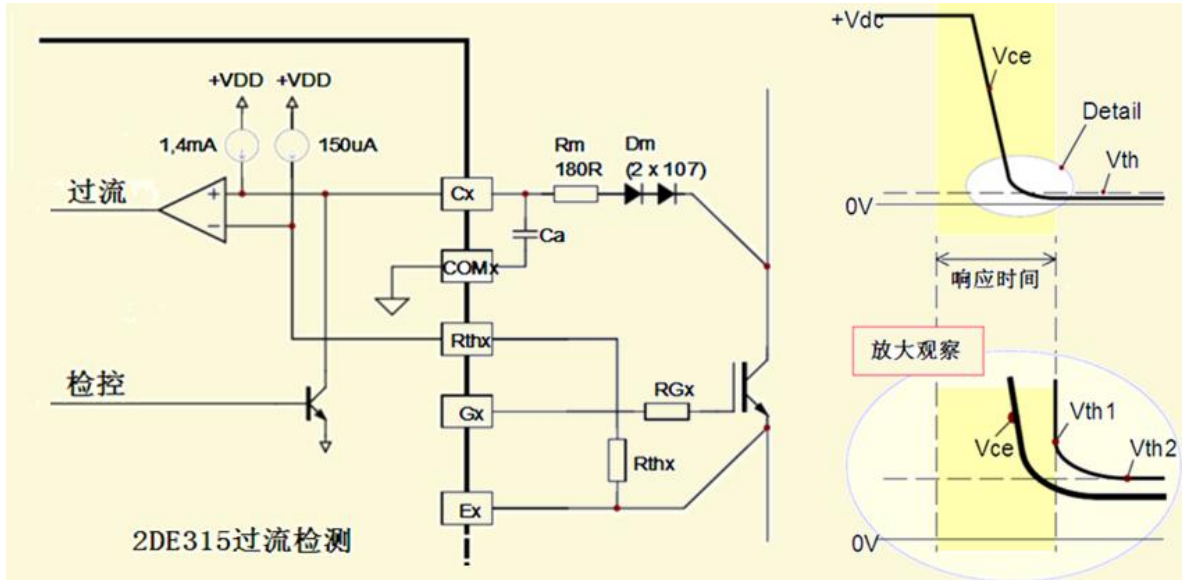 +VDD +VDD
1,4mA
150uA
过流
+
−
检控
2DE315过流检测
Cx
COMx
Rthx
Gx
Ex
Rm
180R
Dm
(2 x 107)
Ca
RGx
Rthx
+Vdc
Vce
Detail
Vth
0V
响应时间
放大观察
Vce
Vth1
Vth2
0V